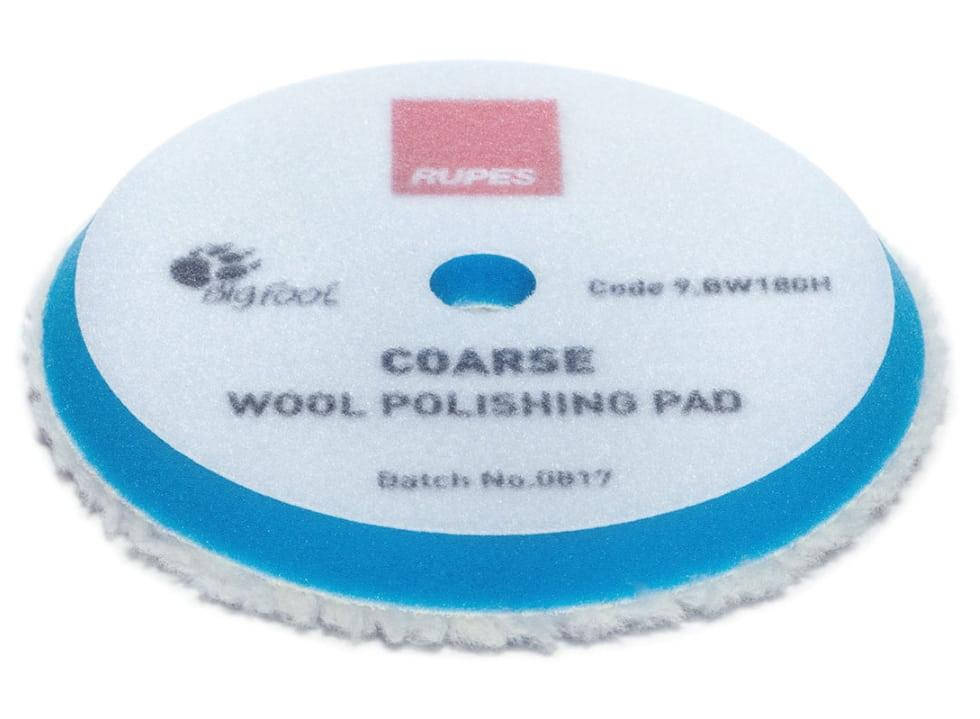 RUPES
Bigfoot
Code 9.BW180H
COARSE
WOOL POLISHING PAD
Batch No.0817